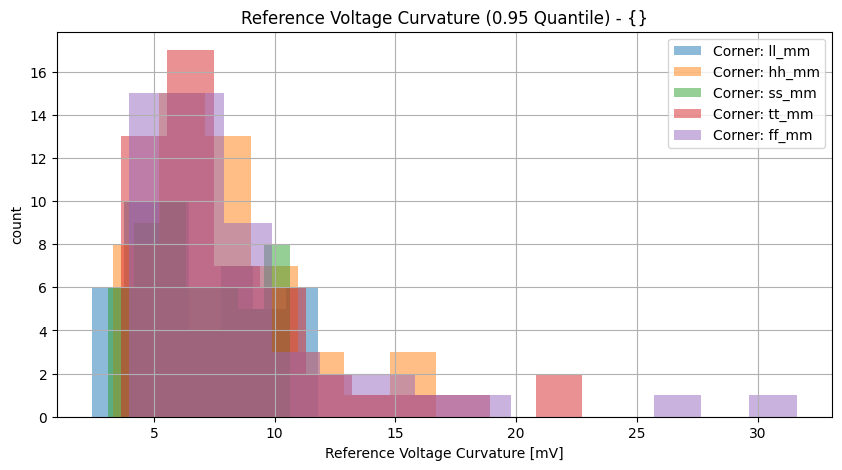 Reference Voltage Curvature (0.95 Quantile) - {}
Corner: ll_mm
Corner: hh_mm
Corner: ss_mm
Corner: tt_mm
Corner: ff_mm
count
16
14
12
10
8
6
4
2
0
5 10 15 20 25 30
Reference Voltage Curvature [mV]